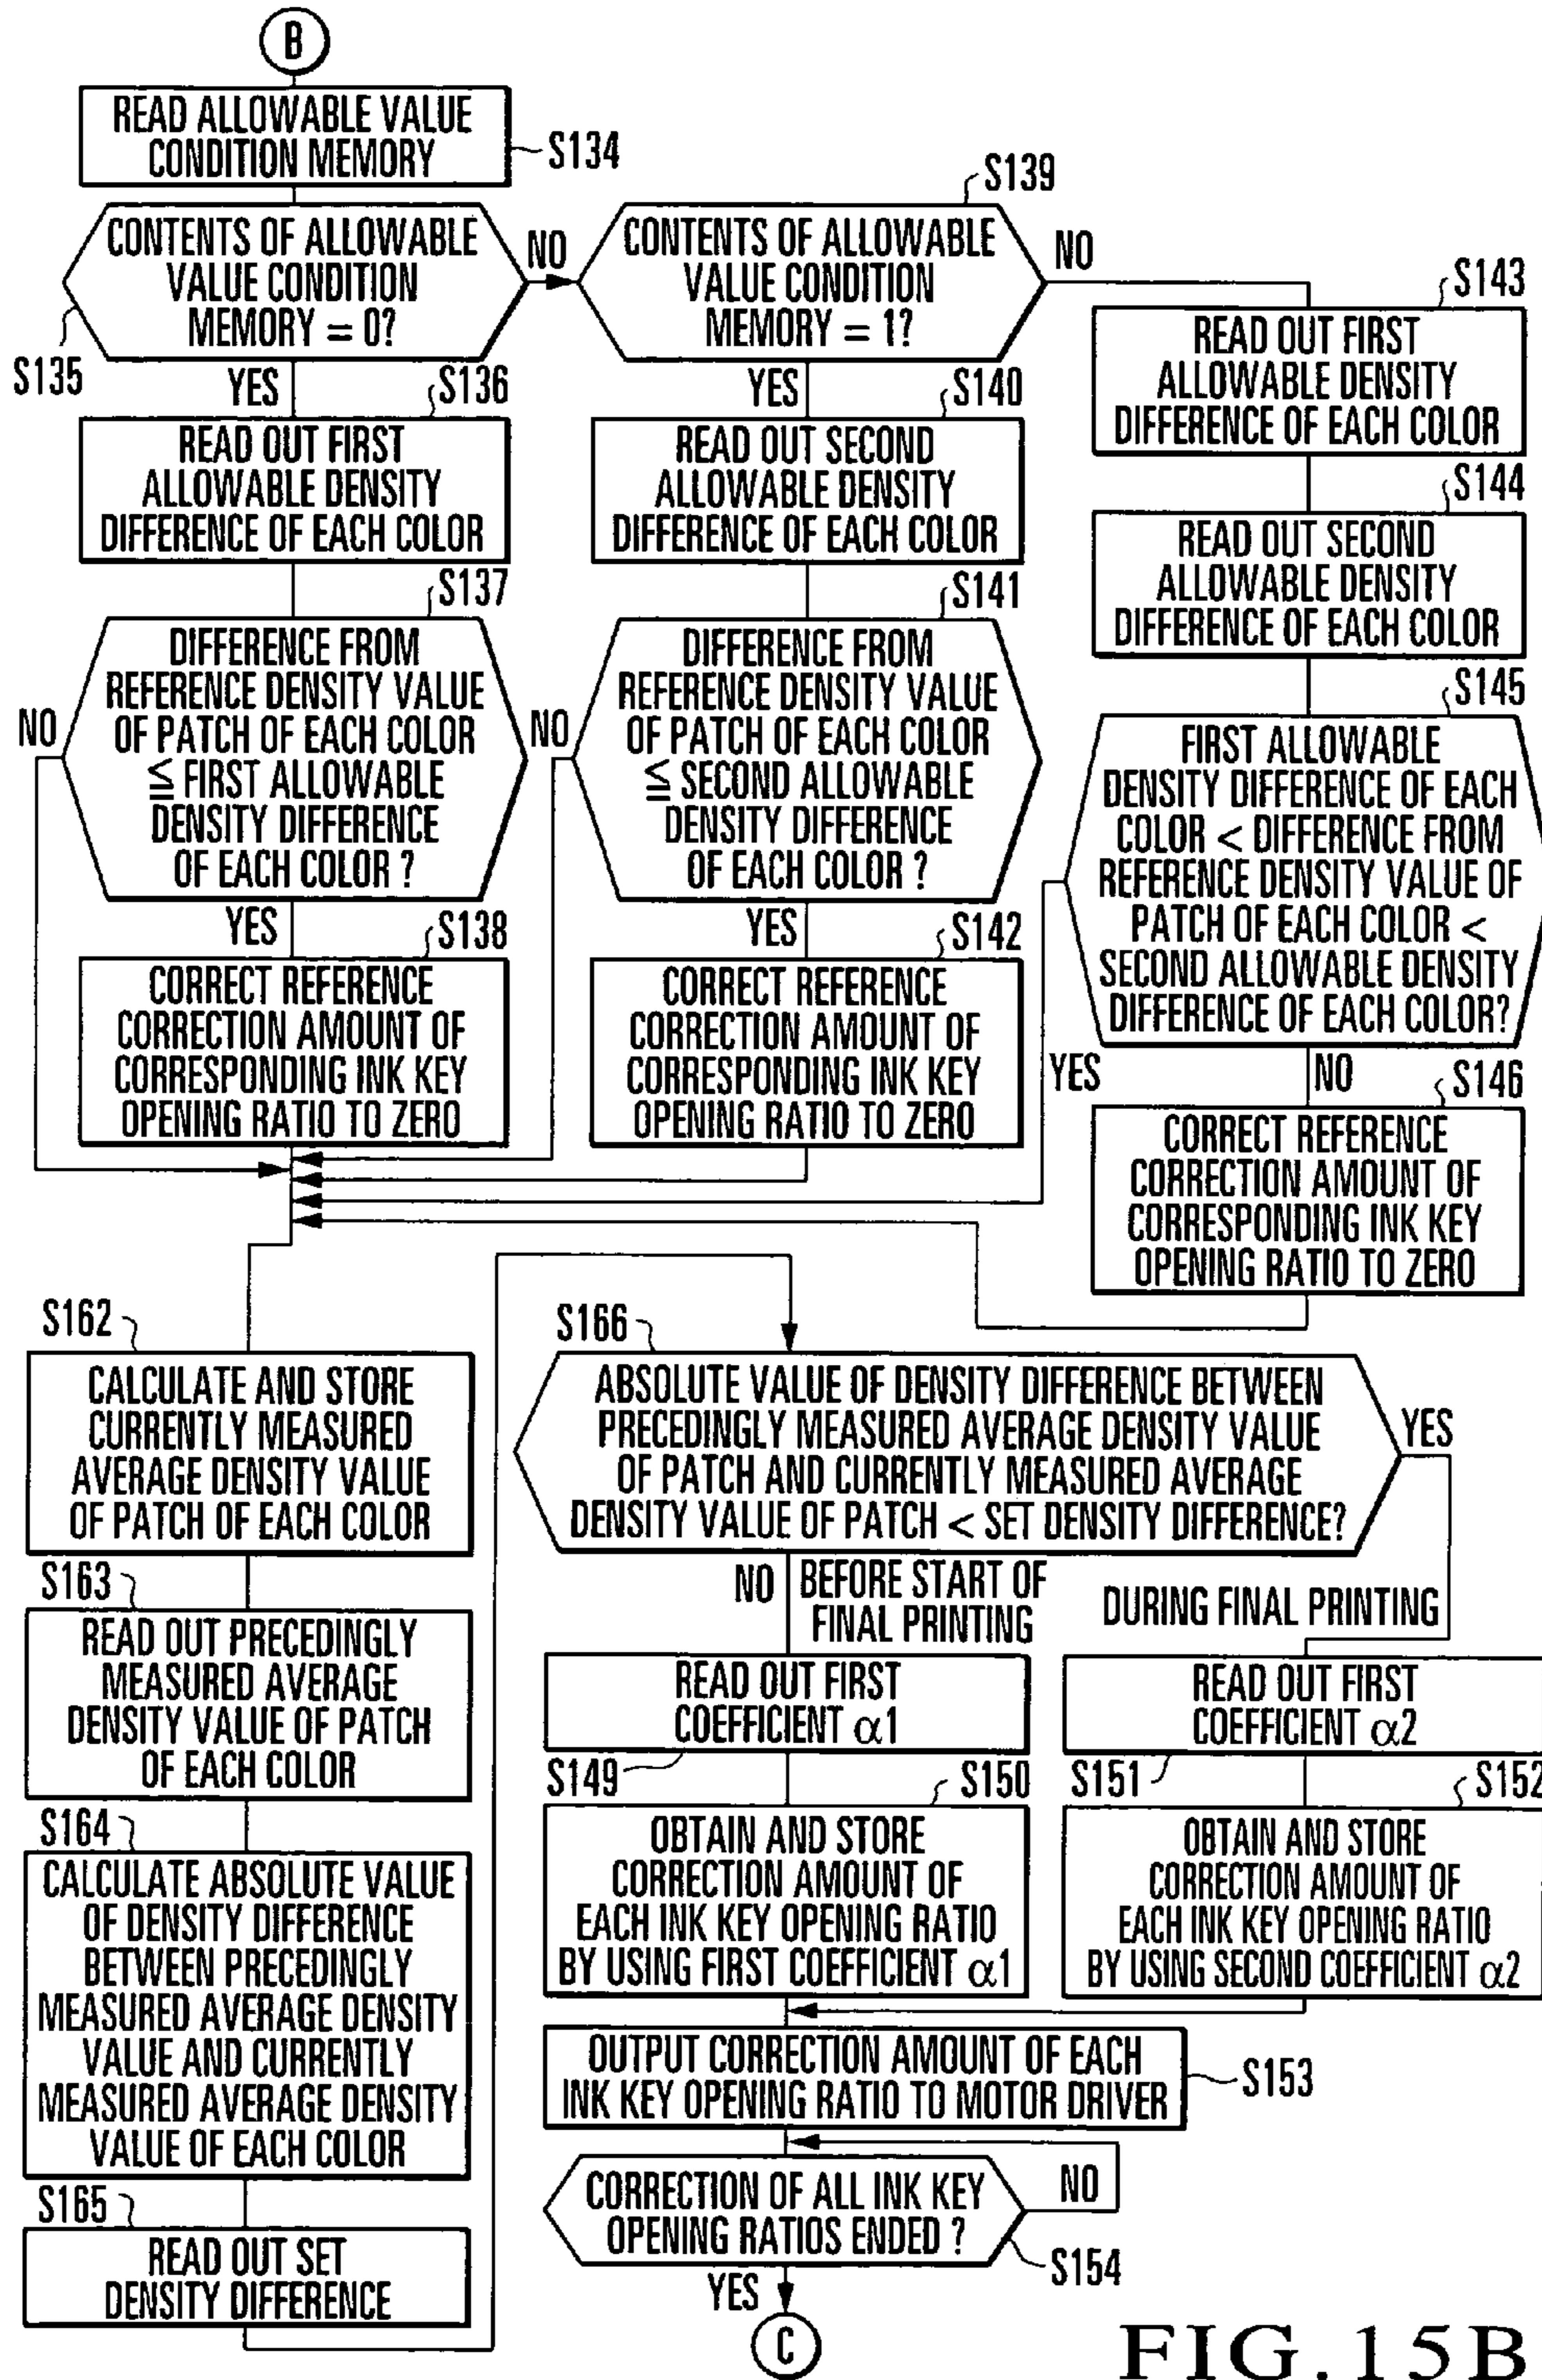 B
READ ALLOWABLE VALUE
CONDITION MEMORY
S134
CONTENTS OF ALLOWABLE
VALUE CONDITION
MEMORY = 0?
S135
NO
YES
S139
CONTENTS OF ALLOWABLE
VALUE CONDITION
MEMORY = 1?
NO
YES
S136
READ OUT FIRST
ALLOWABLE DENSITY
DIFFERENCE OF EACH COLOR
S140
READ OUT SECOND
ALLOWABLE DENSITY
DIFFERENCE OF EACH COLOR
S143
READ OUT FIRST
ALLOWABLE DENSITY
DIFFERENCE OF EACH COLOR
S144
READ OUT SECOND
ALLOWABLE DENSITY
DIFFERENCE OF EACH COLOR
S137
DIFFERENCE FROM
REFERENCE DENSITY VALUE
OF PATCH OF EACH COLOR
≦ FIRST ALLOWABLE
DENSITY DIFFERENCE
OF EACH COLOR ?
NO
YES
S141
DIFFERENCE FROM
REFERENCE DENSITY VALUE
OF PATCH OF EACH COLOR
≦ SECOND ALLOWABLE
DENSITY DIFFERENCE
OF EACH COLOR ?
NO
YES
S145
FIRST ALLOWABLE
DENSITY DIFFERENCE OF EACH
COLOR < DIFFERENCE FROM
REFERENCE DENSITY VALUE OF
PATCH OF EACH COLOR <
SECOND ALLOWABLE DENSITY
DIFFERENCE OF EACH COLOR?
YES
NO
S138
CORRECT REFERENCE
CORRECTION AMOUNT OF
CORRESPONDING INK KEY
OPENING RATIO TO ZERO
S142
CORRECT REFERENCE
CORRECTION AMOUNT OF
CORRESPONDING INK KEY
OPENING RATIO TO ZERO
S146
CORRECT REFERENCE
CORRECTION AMOUNT OF
CORRESPONDING INK KEY
OPENING RATIO TO ZERO
S162
CALCULATE AND STORE
CURRENTLY MEASURED
AVERAGE DENSITY VALUE
OF PATCH OF EACH COLOR
S163
READ OUT PRECEDINGLY
MEASURED AVERAGE
DENSITY VALUE OF PATCH
OF EACH COLOR
S164
CALCULATE ABSOLUTE VALUE
OF DENSITY DIFFERENCE
BETWEEN PRECEDINGLY
MEASURED AVERAGE DENSITY
VALUE AND CURRENTLY
MEASURED AVERAGE DENSITY
VALUE OF EACH COLOR
S165
READ OUT SET
DENSITY DIFFERENCE
S166
ABSOLUTE VALUE OF DENSITY DIFFERENCE BETWEEN
PRECEDINGLY MEASURED AVERAGE DENSITY VALUE
OF PATCH AND CURRENTLY MEASURED AVERAGE
DENSITY VALUE OF PATCH < SET DENSITY DIFFERENCE?
YES
NO
BEFORE START OF
FINAL PRINTING
DURING FINAL PRINTING
READ OUT FIRST
COEFFICIENT α1
S149
READ OUT FIRST
COEFFICIENT α2
S151
S150
OBTAIN AND STORE
CORRECTION AMOUNT OF
EACH INK KEY OPENING RATIO
BY USING FIRST COEFFICIENT α1
S152
OBTAIN AND STORE
CORRECTION AMOUNT OF
EACH INK KEY OPENING RATIO
BY USING SECOND COEFFICIENT α2
OUTPUT CORRECTION AMOUNT OF EACH
INK KEY OPENING RATIO TO MOTOR DRIVER
S153
CORRECTION OF ALL INK KEY
OPENING RATIOS ENDED ?
NO
S154
YES
C
FIG.15B